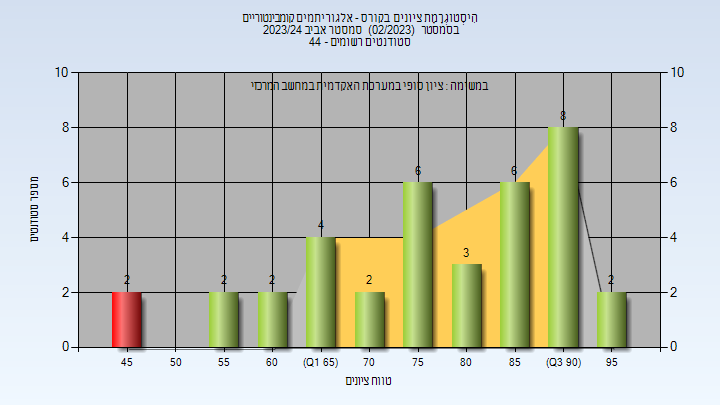 היסטוגרמת ציונים בקורס - אלגוריתמים קומבינטוריים
בסמסטר (02/2023) סמסטר אביב 2023/24
סטודנטים רשומים - 44
במשימה : ציון סופי במערכת האקדמית במחשב המרכזי
10 10
8 8
6 6
4 4
2 2
0 0
2 2 2 4 2 6 3 6 8 2
45 50 55 60 (Q1 65) 70 75 80 85 (Q3 90) 95
מספר סטודנטים
טווח ציונים